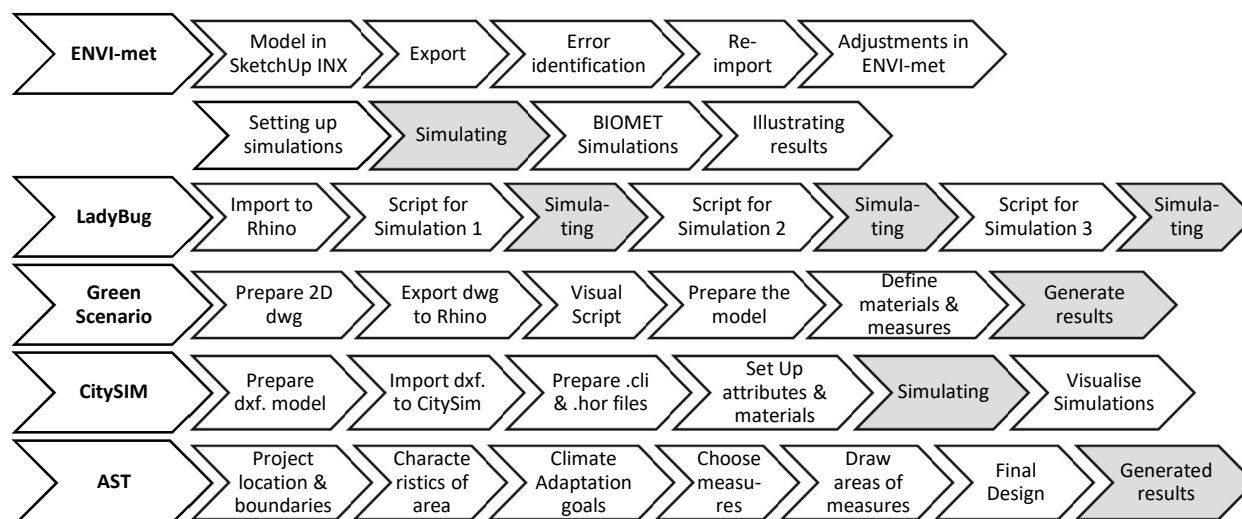 ENVI-met
Model in
SketchUp INX
Export
Error
identification
Re-
import
Adjustments in
ENVI-met
Setting up
simulations
Simulating
BIOMET
Simulations
Illustrating
results
LadyBug
Import to
Rhino
Script for
Simulation 1
Simula-
ting
Script for
Simulation 2
Simula-
ting
Script for
Simulation 3
Simula-
ting
Green
Scenario
Prepare 2D
dwg
Export dwg
to Rhino
Visual
Script
Prepare the
model
Define
materials &
measures
Generate
results
CitySIM
Prepare
dxf. model
Import dxf.
to CitySim
Prepare .cli
& .hor files
Set Up
attributes &
materials
Simulating
Visualise
Simulations
AST
Project
location &
boundaries
Characte
ristics of
area
Climate
Adaptation
goals
Choose
measu-
res
Draw
areas of
measures
Final
Design
Generated
results